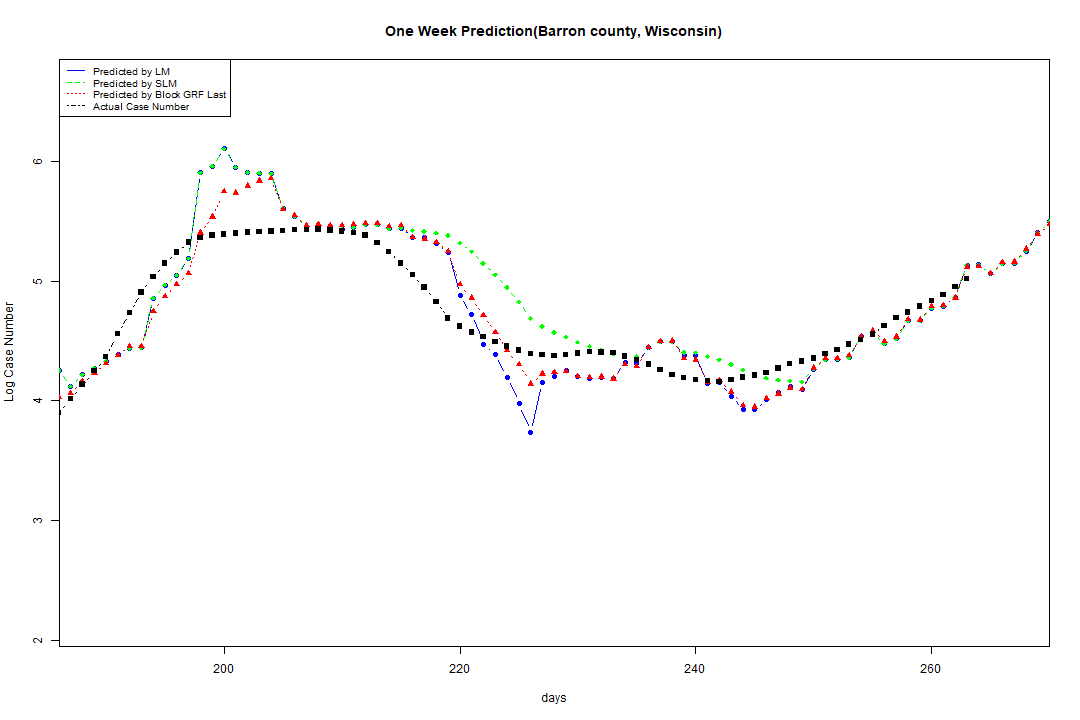 One Week Prediction(Barron county, Wisconsin)
Predicted by LM
Predicted by SLM
Predicted by Block GRF Last
Actual Case Number
6
5
4
3
2
Log Case Number
200 220 240 260
days